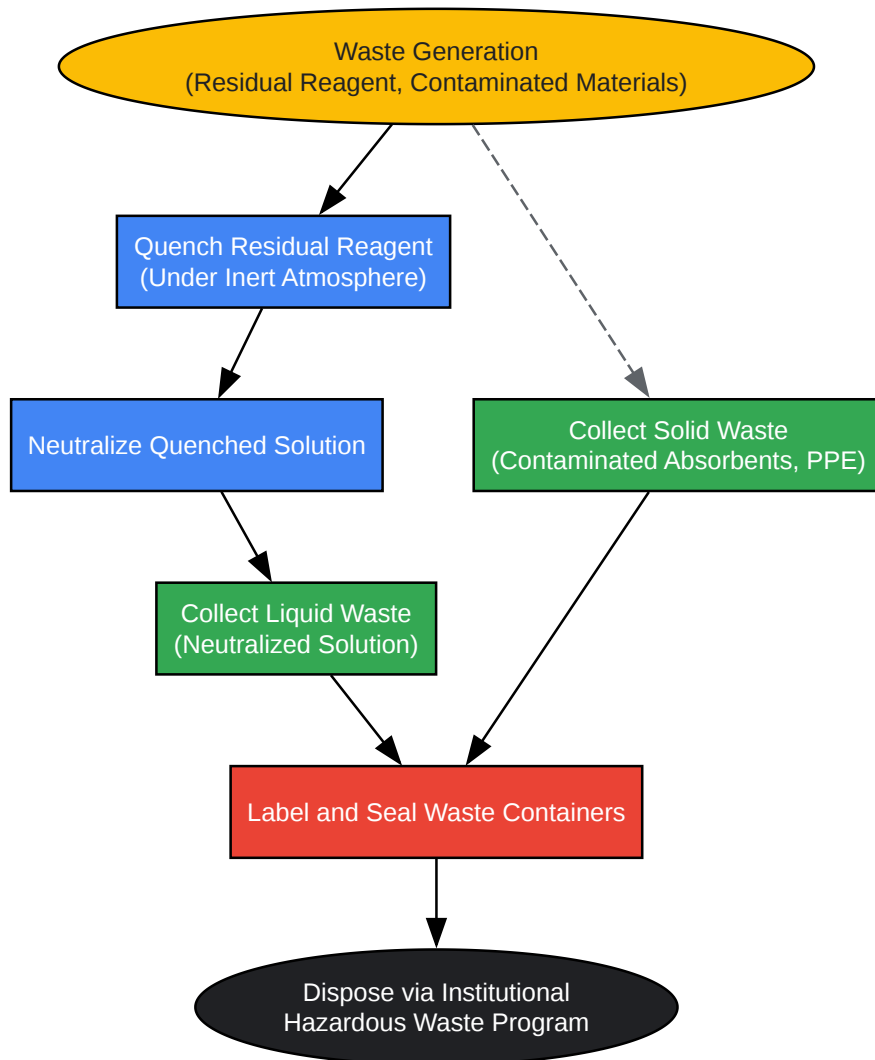 Waste Generation
(Residual Reagent, Contaminated Materials)
Quench Residual Reagent
(Under Inert Atmosphere)
Neutralize Quenched Solution
Collect Solid Waste
(Contaminated Absorbents, PPE)
Collect Liquid Waste
(Neutralized Solution)
Label and Seal Waste Containers
Dispose via Institutional
Hazardous Waste Program